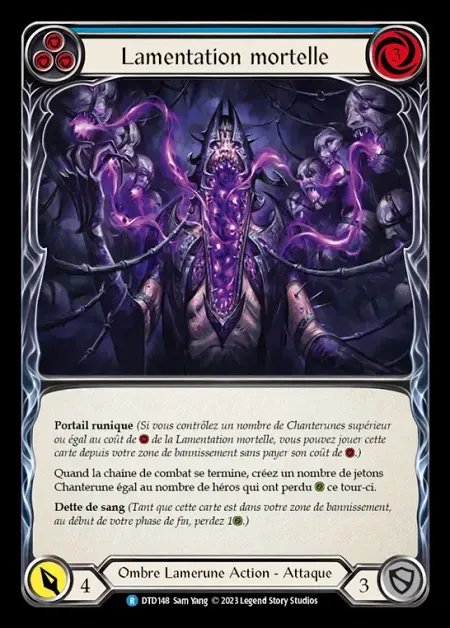 Lamentation mortelle
3
Portail runique (Si vous contrôlez un nombre de Chanterunes supérieur
ou égal au coût de de la Lamentation mortelle, vous pouvez jouer cette
carte depuis votre zone de bannissement sans payer son coût de .)
Quand la chaîne de combat se termine, créez un nombre de jetons
Chanterune égal au nombre de héros qui ont perdu ce tour-ci.
Dette de sang (Tant que cette carte est dans votre zone de bannissement,
au début de votre phase de fin, perdez 1.)
4
Ombre Lamerune Action - Attaque
3
R DTD148 Sam Yang © 2023 Legend Story Studios